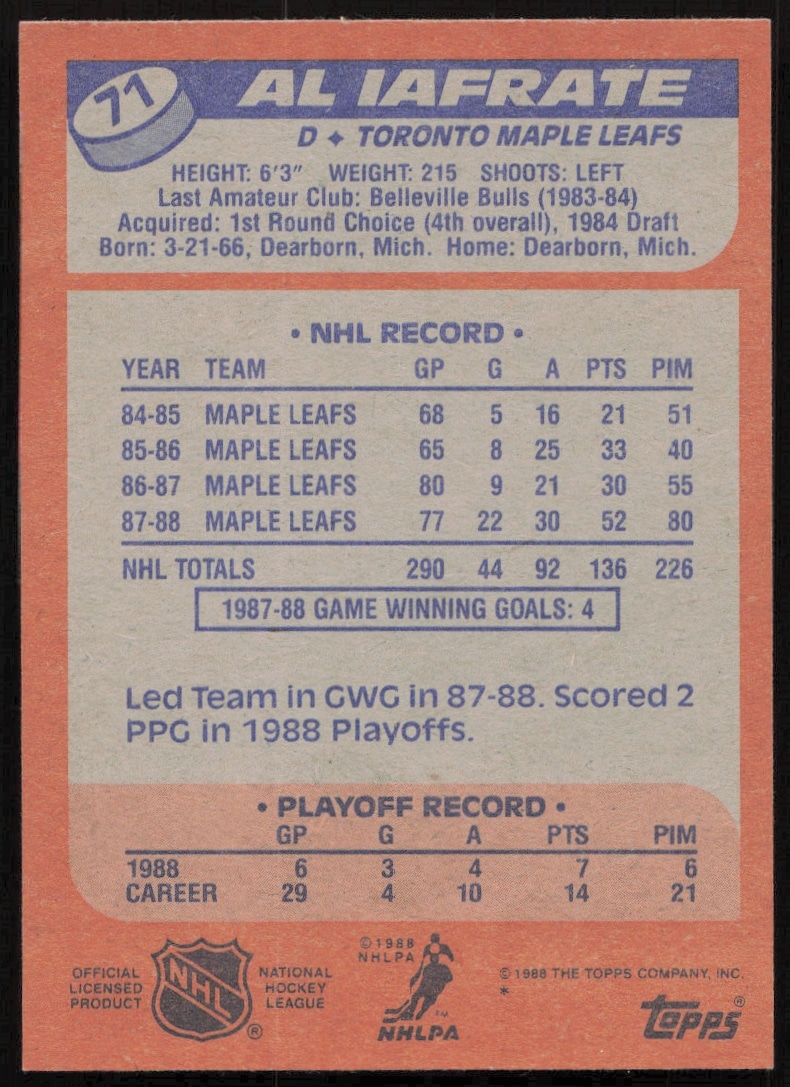 71
AL IAFRATE
D ✦ TORONTO MAPLE LEAFS
HEIGHT: 6'3" WEIGHT: 215 SHOOTS: LEFT
Last Amateur Club: Belleville Bulls (1983-84)
Acquired: 1st Round Choice (4th overall), 1984 Draft
Born: 3-21-66, Dearborn, Mich. Home: Dearborn, Mich.
• NHL RECORD •
YEAR TEAM GP G A PTS PIM
84-85 MAPLE LEAFS 68 5 16 21 51
85-86 MAPLE LEAFS 65 8 25 33 40
86-87 MAPLE LEAFS 80 9 21 30 55
87-88 MAPLE LEAFS 77 22 30 52 80
NHL TOTALS 290 44 92 136 226
1987-88 GAME WINNING GOALS: 4
Led Team in GWG in 87-88. Scored 2
PPG in 1988 Playoffs.
• PLAYOFF RECORD •
GP G A PTS PIM
1988 6 3 4 7 6
CAREER 29 4 10 14 21
OFFICIAL
LICENSED
PRODUCT
NHL
®
NATIONAL
HOCKEY
LEAGUE
©1988
NHLPA
TM
NHLPA
© 1988 THE TOPPS COMPANY, INC.
*
topps®